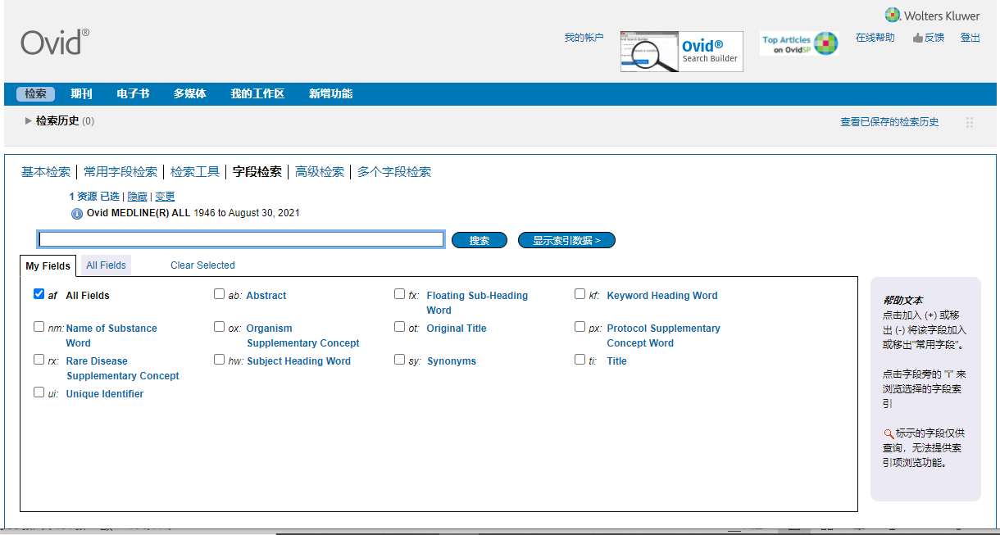 Wolters Kluwer
Ovid®
我的帐户
Ovid®
Search Builder
Top Articles
on OvidSP
在线帮助
反馈
登出
检索 期刊 电子书 多媒体 我的工作区 新增功能
检索历史 (0)
查看已保存的检索历史
基本检索 | 常用字段检索 | 检索工具 | 字段检索 | 高级检索 | 多个字段检索
1 资源 已选 | 隐藏 | 变更
Ovid MEDLINE(R) ALL 1946 to August 30, 2021
搜索 显示索引数据 >
My Fields All Fields Clear Selected
af All Fields
ab: Abstract
fx: Floating Sub-Heading
Word
kf: Keyword Heading Word
nm: Name of Substance
Word
ox: Organism
Supplementary Concept
ot: Original Title
px: Protocol Supplementary
Concept Word
rx: Rare Disease
Supplementary Concept
hw: Subject Heading Word
sy: Synonyms
ti: Title
ui: Unique Identifier
帮助文本
点击加入 (+) 或移
出 (-) 将该字段加入
或移出"常用字段"。
点击字段旁的 "i" 来
浏览选择的字段索
引
标示的字段仅供
查询，无法提供索
引项浏览功能。